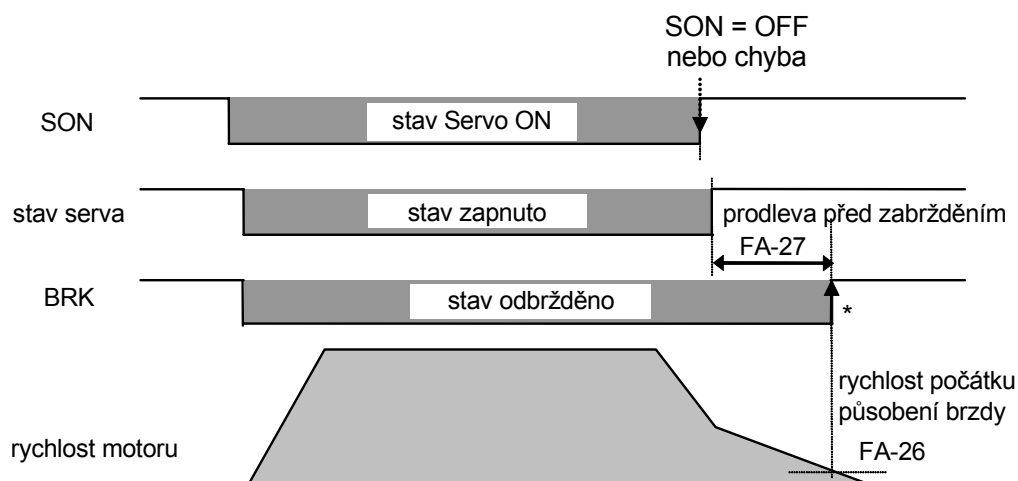 SON = OFF
nebo chyba
SON
stav Servo ON
stav serva
stav zapnuto
prodleva před zabržděním
FA-27
BRK
stav odbržděno
*
rychlost počátku
působení brzdy
rychlost motoru
FA-26